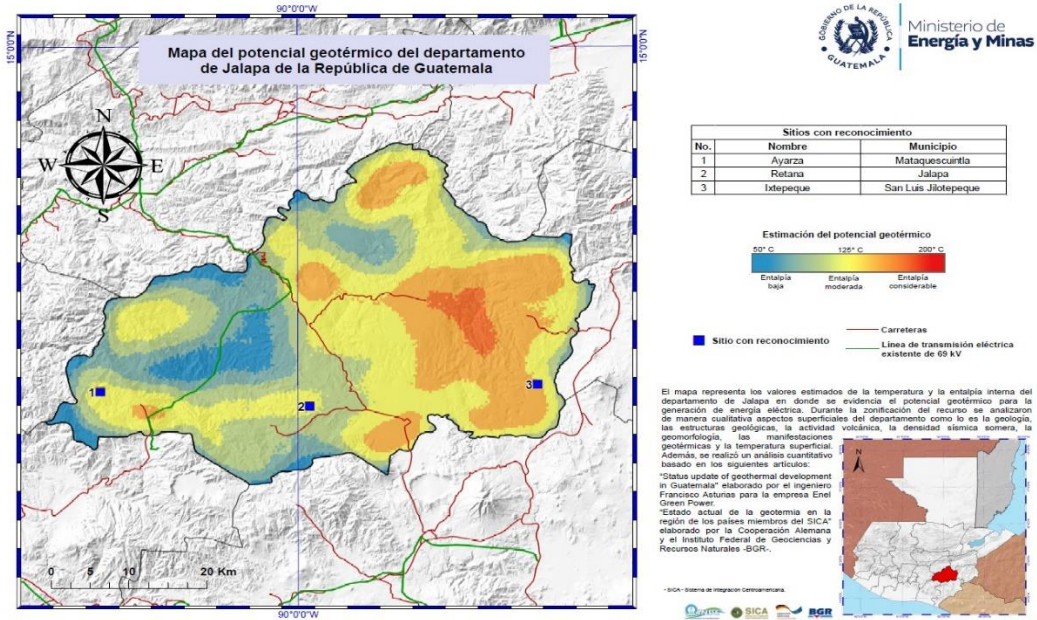 90°0'0"W
15°0'0"N
15°0'0"N
Mapa del potencial geotérmico del departamento
de Jalapa de la República de Guatemala
N
W E
S
1
2
3
0 5 10 20 Km
90°0'0"W
GOBIERNO DE LA REPÚBLICA
GUATEMALA
Ministerio de
Energía y Minas
Sitios con reconocimiento
No. Nombre Municipio
1 Ayarza Mataquescuintla
2 Retana Jalapa
3 Ixtepeque San Luis Jilotepeque
Estimación del potencial geotérmico
50° C 125° C 200° C
Entalpía baja Entalpía moderada Entalpía considerable
Sitio con reconocimiento
Carreteras
Línea de transmisión eléctrica
existente de 69 kV
El mapa representa los valores estimados de la temperatura y la entalpia interna del
departamento de Jalapa en donde se evidencia el potencial geotérmico para la
generación de energía eléctrica. Durante la zonificación del recurso se analizaron
de manera cualitativa aspectos superficiales del departamento como lo es la geología,
las estructuras geológicas, la actividad volcánica, la densidad sísmica somera, la
geomorfología, las manifestaciones
geotérmicas y la temperatura superficial.
Además, se realizó un análisis cuantitativo
basado en los siguientes artículos:
"Status update of geothermal development
in Guatemala" elaborado por el ingeniero
Francisco Asturias para la empresa Enel
Green Power.
"Estado actual de la geotermia en la
región de los países miembros del SICA"
elaborado por la Cooperación Alemana
y el Instituto Federal de Geociencias y
Recursos Naturales -BGR-.
N
- SICA - Sistema de Integración Centroamericana.
SICA
BGR